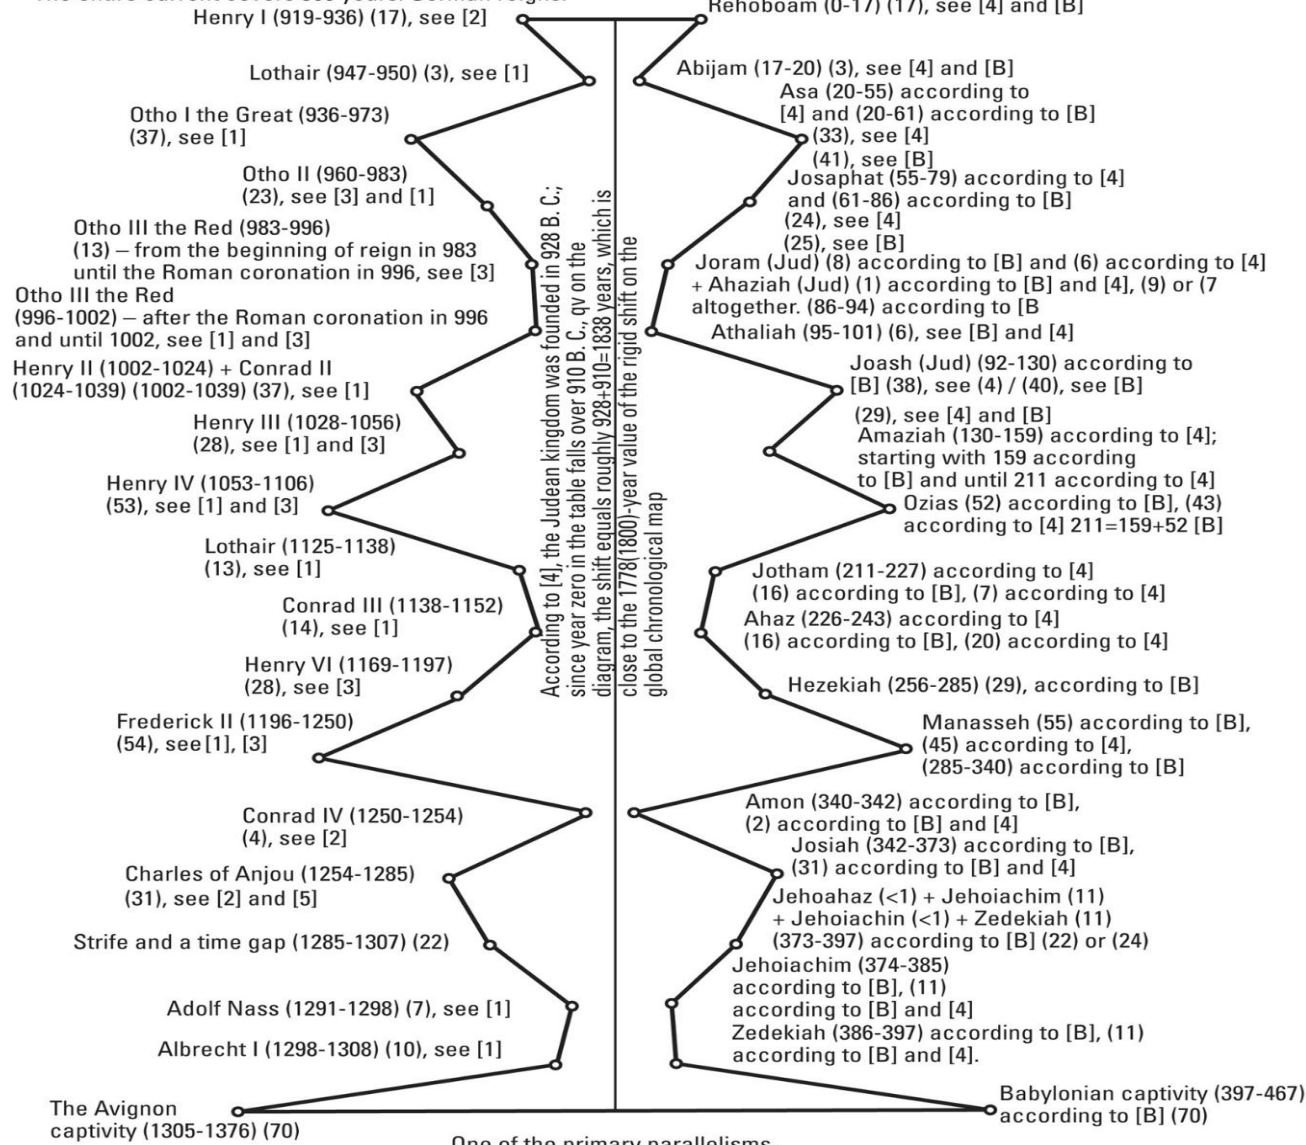 Henry I (919-936) (17), see [2]
Lothair (947-950) (3), see [1]
Otho I the Great (936-973)
(37), see [1]
Otho II (960-983)
(23), see [3] and [1]
Otho III the Red (983-996)
(13) – from the beginning of reign in 983
until the Roman coronation in 996, see [3]
Otho III the Red
(996-1002) – after the Roman coronation in 996
and until 1002, see [1] and [3]
Henry II (1002-1024) + Conrad II
(1024-1039) (1002-1039) (37), see [1]
Henry III (1028-1056)
(28), see [1] and [3]
Henry IV (1053-1106)
(53), see [1] and [3]
Lothair (1125-1138)
(13), see [1]
Conrad III (1138-1152)
(14), see [1]
Henry VI (1169-1197)
(28), see [3]
Frederick II (1196-1250)
(54), see [1], [3]
Conrad IV (1250-1254)
(4), see [2]
Charles of Anjou (1254-1285)
(31), see [2] and [5]
Strife and a time gap (1285-1307) (22)
Adolf Nass (1291-1298) (7), see [1]
Albrecht I (1298-1308) (10), see [1]
The Avignon
captivity (1305-1376) (70)
According to [4], the Judean kingdom was founded in 928 B. C.;
since year zero in the table falls over 910 B. C., qv on the
diagram, the shift equals roughly 928+910=1838 years, which is
close to the 1778(1800)-year value of the rigid shift on the
global chronological map
Rehoboam (0-17) (17), see [4] and [B]
Abijam (17-20) (3), see [4] and [B]
Asa (20-55) according to
[4] and (20-61) according to [B]
(33), see [4]
(41), see [B]
Josaphat (55-79) according to [4]
and (61-86) according to [B]
(24), see [4]
(25), see [B]
Joram (Jud) (8) according to [B] and (6) according to [4]
+ Ahaziah (Jud) (1) according to [B] and [4], (9) or (7
altogether. (86-94) according to [B
Athaliah (95-101) (6), see [B] and [4]
Joash (Jud) (92-130) according to
[B] (38), see (4) / (40), see [B]
(29), see [4] and [B]
Amaziah (130-159) according to [4];
starting with 159 according
to [B] and until 211 according to [4]
Ozias (52) according to [B], (43)
according to [4] 211=159+52 [B]
Jotham (211-227) according to [4]
(16) according to [B], (7) according to [4]
Ahaz (226-243) according to [4]
(16) according to [B], (20) according to [4]
Hezekiah (256-285) (29), according to [B]
Manasseh (55) according to [B],
(45) according to [4],
(285-340) according to [B]
Amon (340-342) according to [B],
(2) according to [B] and [4]
Josiah (342-373) according to [B],
(31) according to [B] and [4]
Jehoahaz (<1) + Jehoiachim (11)
+ Jehoiachin (<1) + Zedekiah (11)
(373-397) according to [B] (22) or (24)
Jehoiachim (374-385)
according to [B], (11)
according to [B] and [4]
Zedekiah (386-397) according to [B], (11)
according to [B] and [4].
Babylonian captivity (397-467)
according to [B] (70)
One of the primary parallelisms